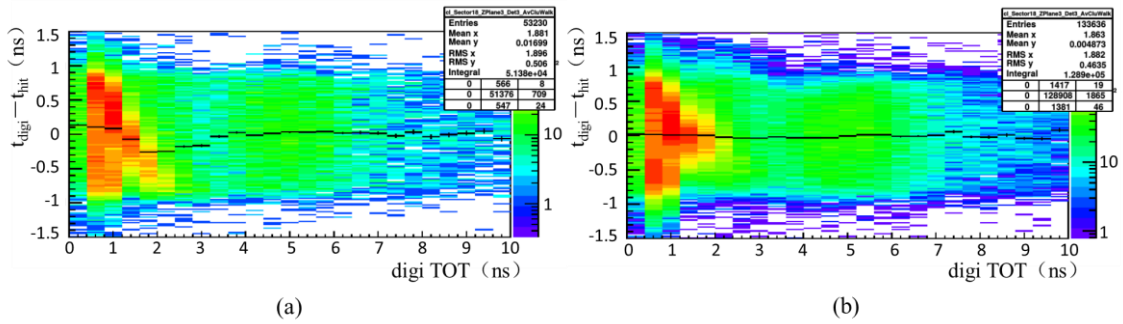 cl_Sector18_ZPlane3_Det3_AvCluWalk
Entries 53230
Mean x 1.881
Mean y 0.01699
RMS x 1.896
RMS y 0.506
Integral 5.138e+04
0 566 8
0 51376 709
0 547 24
t_digi—t_hit (ns)
1.5
1
0.5
0
-0.5
-1
-1.5
0 1 2 3 4 5 6 7 8 9 10
10
1
digi TOT (ns)
(a)
cl_Sector18_ZPlane3_Det3_AvCluWalk
Entries 133636
Mean x 1.863
Mean y 0.004873
RMS x 1.882
RMS y 0.4635
Integral 1.289e+05
0 1417 19
0 128908 1865
0 1381 46
t_digi—t_hit (ns)
1.5
1
0.5
0
-0.5
-1
-1.5
0 1 2 3 4 5 6 7 8 9 10
10
1
digi TOT (ns)
(b)